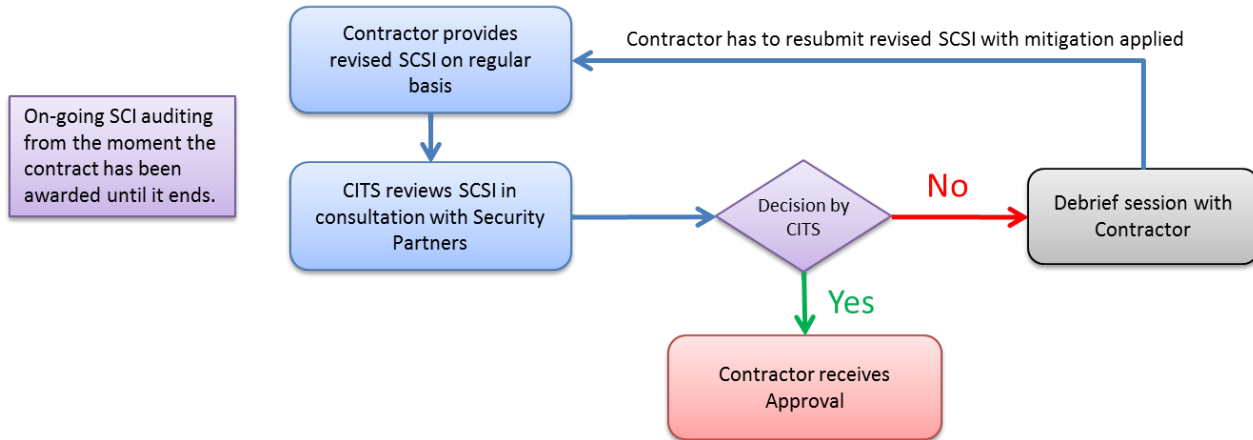 Contractor provides
revised SCSI on regular
basis
Contractor has to resubmit revised SCSI with mitigation applied
On-going SCI auditing
from the moment the
contract has been
awarded until it ends.
CITS reviews SCSI in
consultation with Security
Partners
Decision by
CITS
No
Debrief session with
Contractor
Yes
Contractor receives
Approval